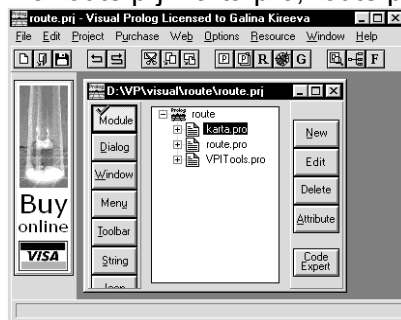 route.prj - Visual Prolog Licensed to Galina Kireeva
File Edit Project Purchase Web Options Resource Window Help
P P R G F
D:\VP\visual\route\route.prj
Module
Dialog
Window
Menu
Toolbar
String
Prolog route
karta.pro
route.pro
VPITools.pro
New
Edit
Delete
Attribute
Code
Expert
Buy
online
VISA